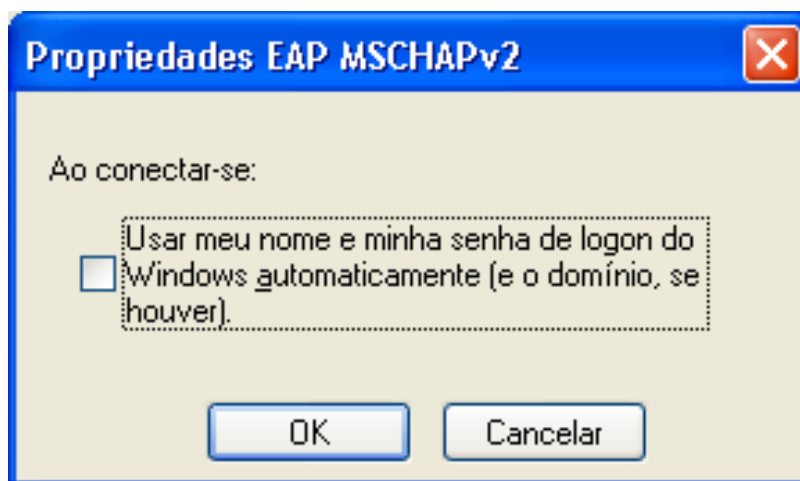 Propriedades EAP MSCHAPv2
Ao conectar-se:
Usar meu nome e minha senha de logon do
Windows automaticamente (e o domínio, se
houver).
OK
Cancelar